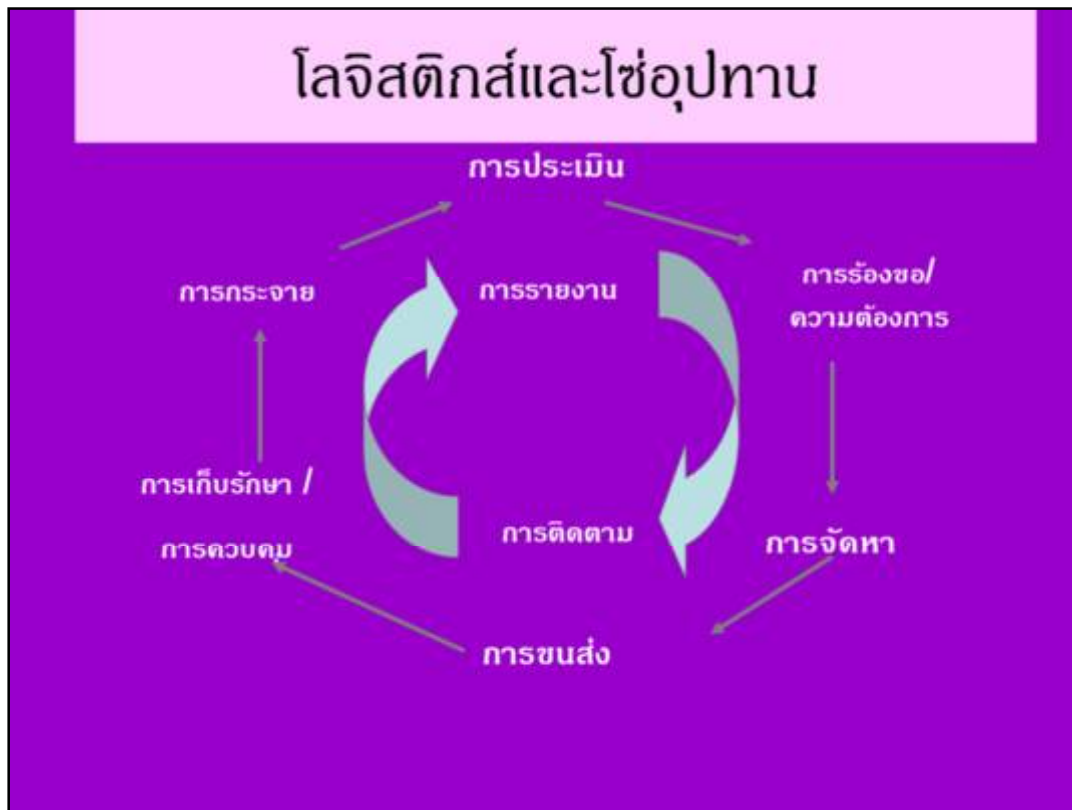 โลจิสติกส์และโซ่อุปทาน
การประเมิน
การร้องขอ/
ความต้องการ
การกระจาย
การรายงาน
การเก็บรักษา /
การควบคุม
การติดตาม
การจัดหา
การขนส่ง